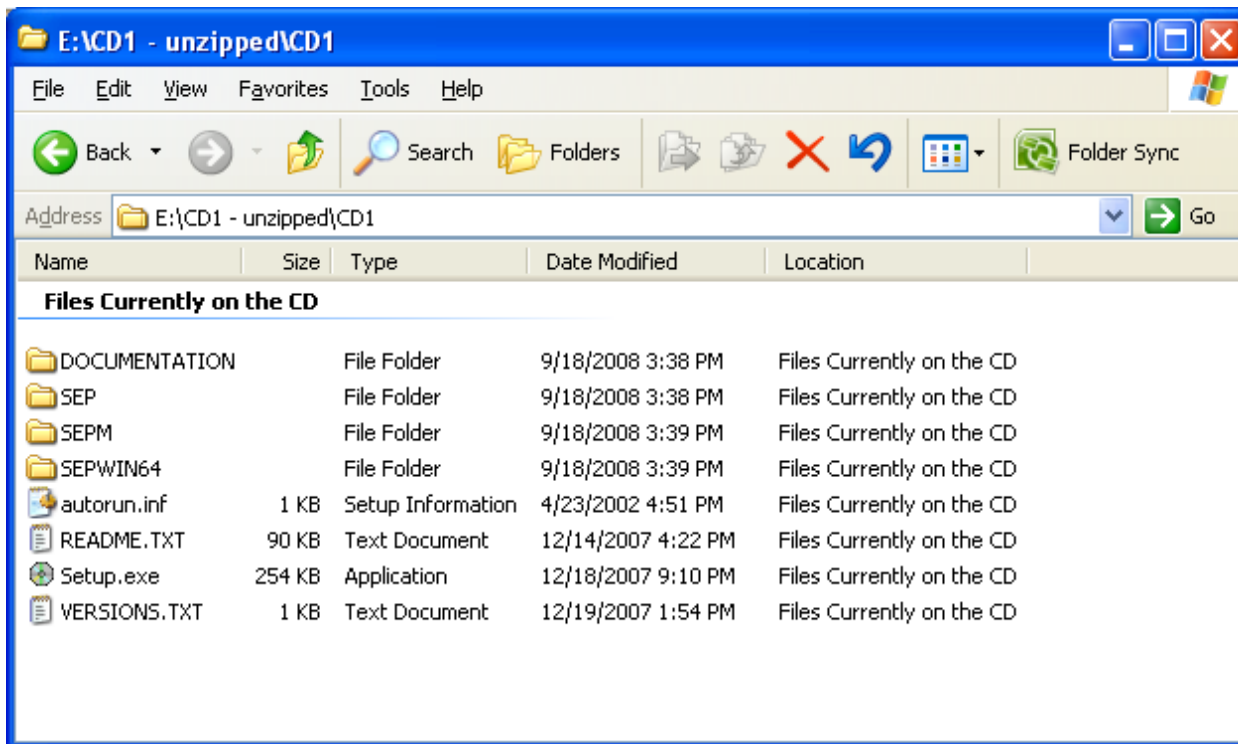 E:\CD1 - unzipped\CD1
File Edit View Favorites Tools Help
Back Search Folders Folder Sync
Address E:\CD1 - unzipped\CD1 Go
Name Size Type Date Modified Location
Files Currently on the CD
DOCUMENTATION File Folder 9/18/2008 3:38 PM Files Currently on the CD
SEP File Folder 9/18/2008 3:38 PM Files Currently on the CD
SEPM File Folder 9/18/2008 3:39 PM Files Currently on the CD
SEPWIN64 File Folder 9/18/2008 3:39 PM Files Currently on the CD
autorun.inf 1 KB Setup Information 4/23/2002 4:51 PM Files Currently on the CD
README.TXT 90 KB Text Document 12/14/2007 4:22 PM Files Currently on the CD
Setup.exe 254 KB Application 12/18/2007 9:10 PM Files Currently on the CD
VERSIONS.TXT 1 KB Text Document 12/19/2007 1:54 PM Files Currently on the CD